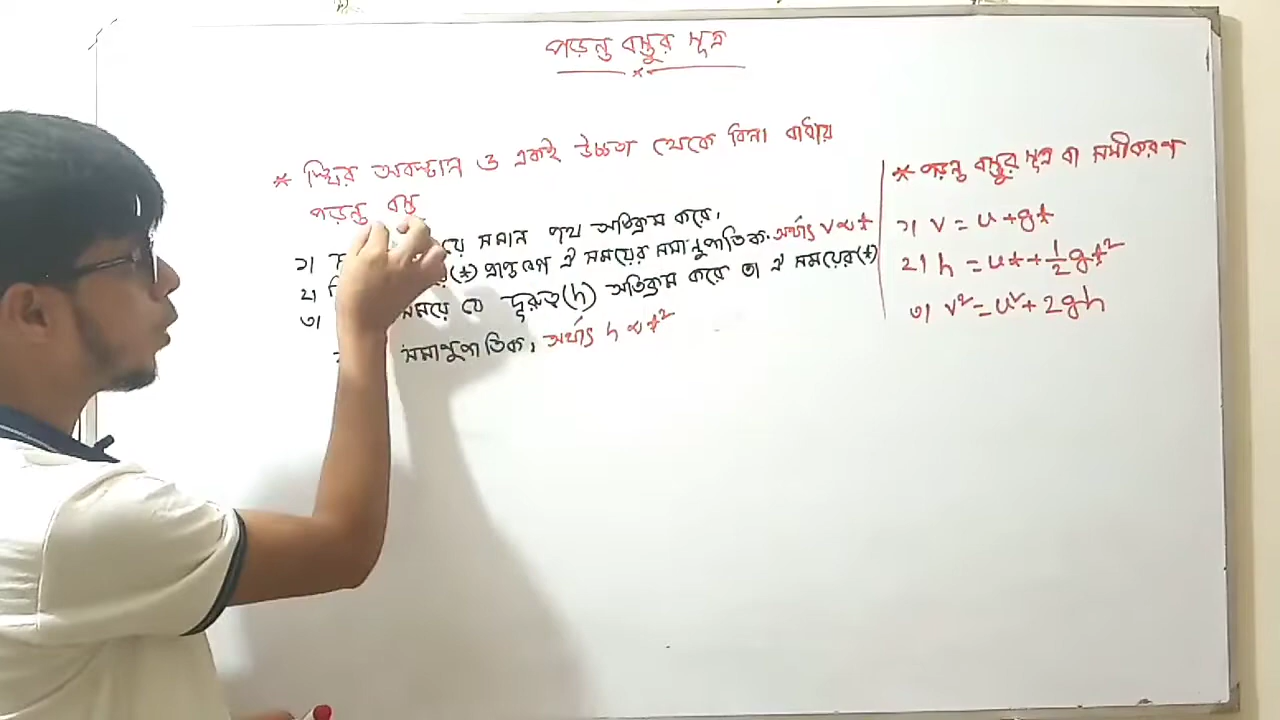 পড়ন্ত বস্তুর সূত্র
* স্থির অবস্থান ও একই উচ্চতা থেকে বিনা বাধায়
পড়ন্ত বস্তু
১। সমান পথ অতিক্রম করে।
২। (t) প্রাপ্ত বেগ ঐ সময়ের সমানুপাতিক. অর্থাৎ v ∝ t
৩। সময়ে যে দূরত্ব (h) অতিক্রম করে তা ঐ সময়ের (t)
সমানুপাতিক, অর্থাৎ h ∝ t²
* পড়ন্ত বস্তুর সূত্র বা সমীকরণ
১। v = u + gt
২। h = ut + 1/2 gt²
৩। v² = u² + 2gh